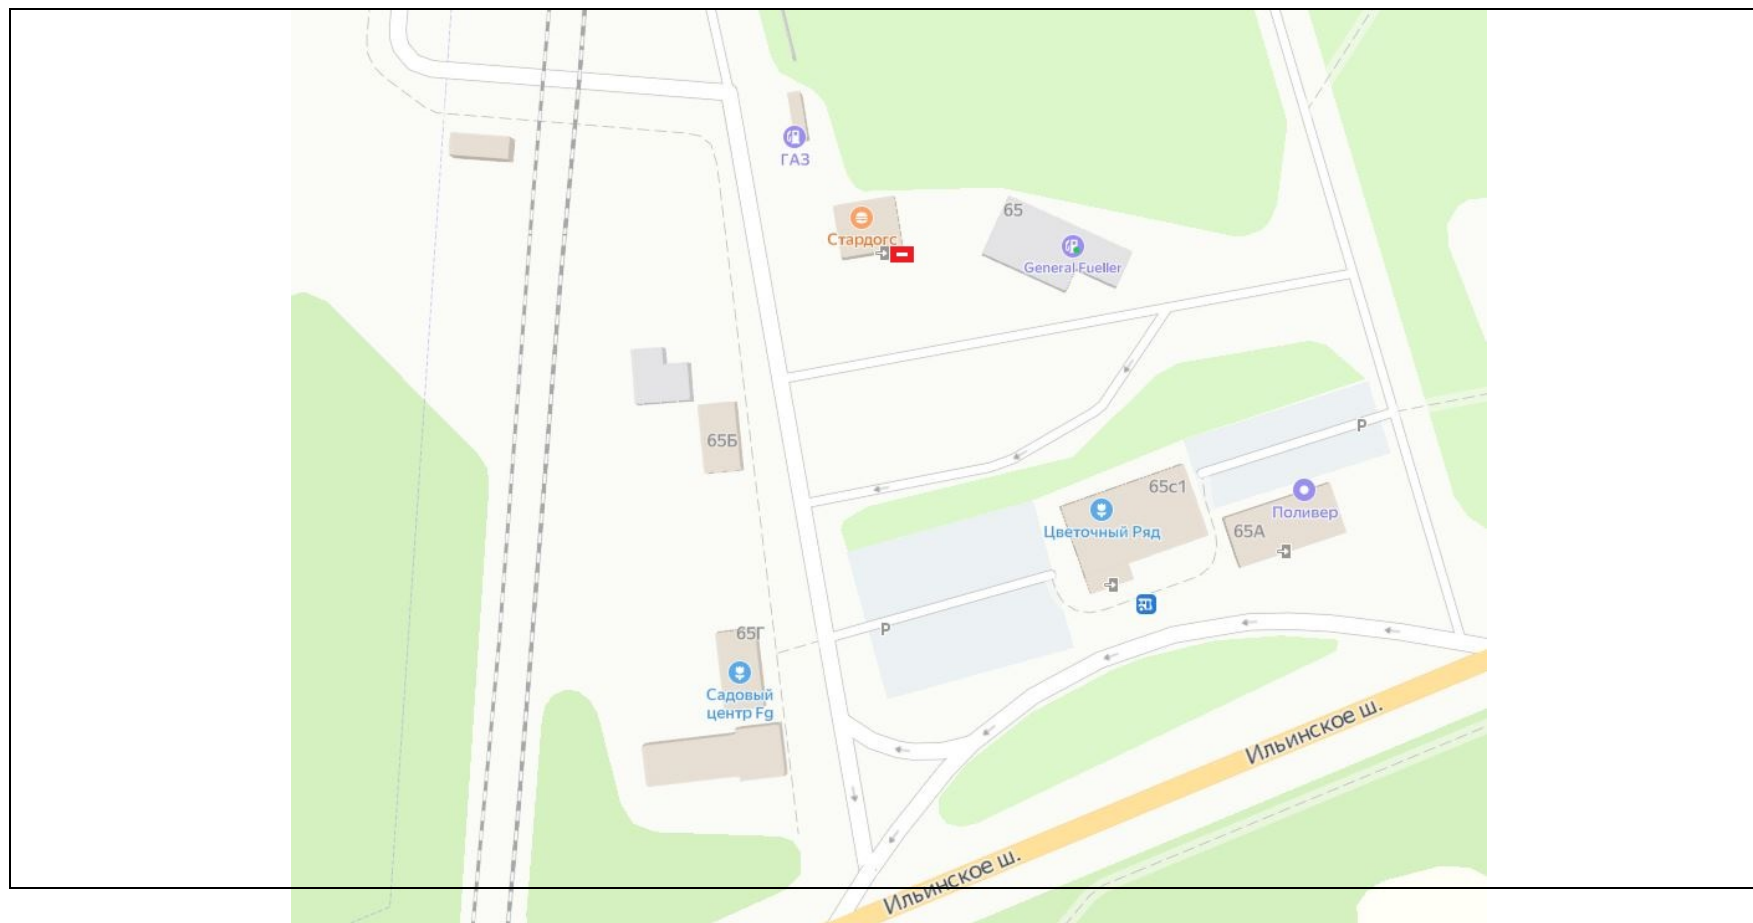 ГАЗ
65
Стардогс
General Fueller
65Б
P
65с1
Поливер
Цветочный Ряд
65А
65Г
P
Садовый
центр Fg
Ильинское ш.
Ильинское ш.